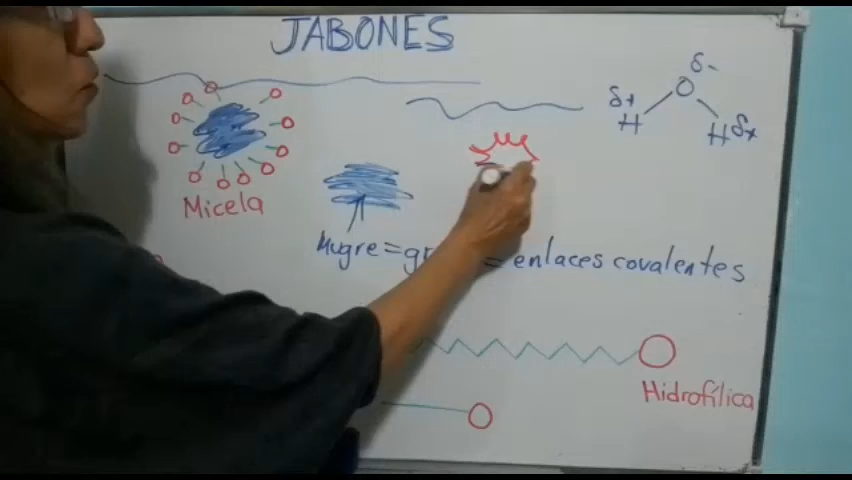 JABONES
δ-
O
δ+
H
H δ+
Micela
Mugre = = enlaces covalentes
Hidrofílica